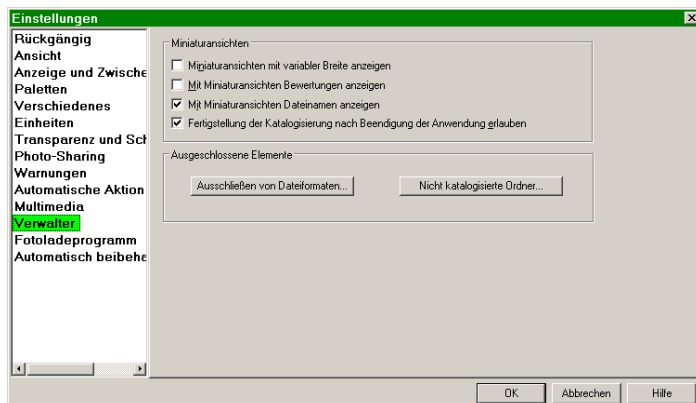 Einstellungen
Rückgängig
Ansicht
Anzeige und Zwische
Paletten
Verschiedenes
Einheiten
Transparenz und Sch
Photo-Sharing
Warnungen
Automatische Aktion
Multimedia
Verwalter
Fotoladeprogramm
Automatisch beibeha
Miniaturansichten
Miniaturansichten mit variabler Breite anzeigen
Mit Miniaturansichten Bewertungen anzeigen
Mit Miniaturansichten Dateinamen anzeigen
Fertigstellung der Katalogisierung nach Beendigung der Anwendung erlauben
Ausgeschlossene Elemente
Ausschließen von Dateiformaten...
Nicht katalogisierte Ordner...
OK
Abbrechen
Hilfe